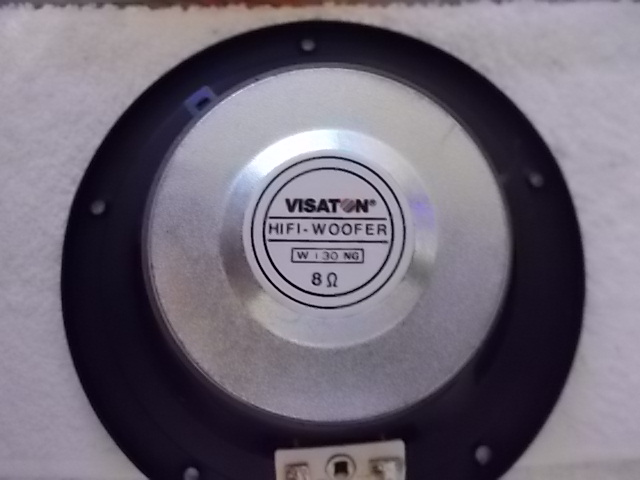 VISATON®
HIFI-WOOFER
W 130 NG
8 Ω